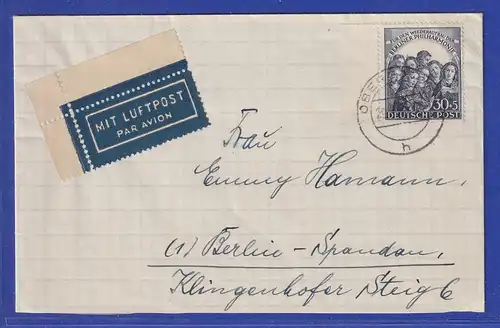 MIT LUFTPOST
PAR AVION
FÜR DEN WIEDERAUFBAU DER
BERLINER PHILHARMONIE
30+5
DEUTSCHE POST
h
Frau
Emmy Hamann,
(1) Berlin-Spandau,
Klingenhofer Steig 6